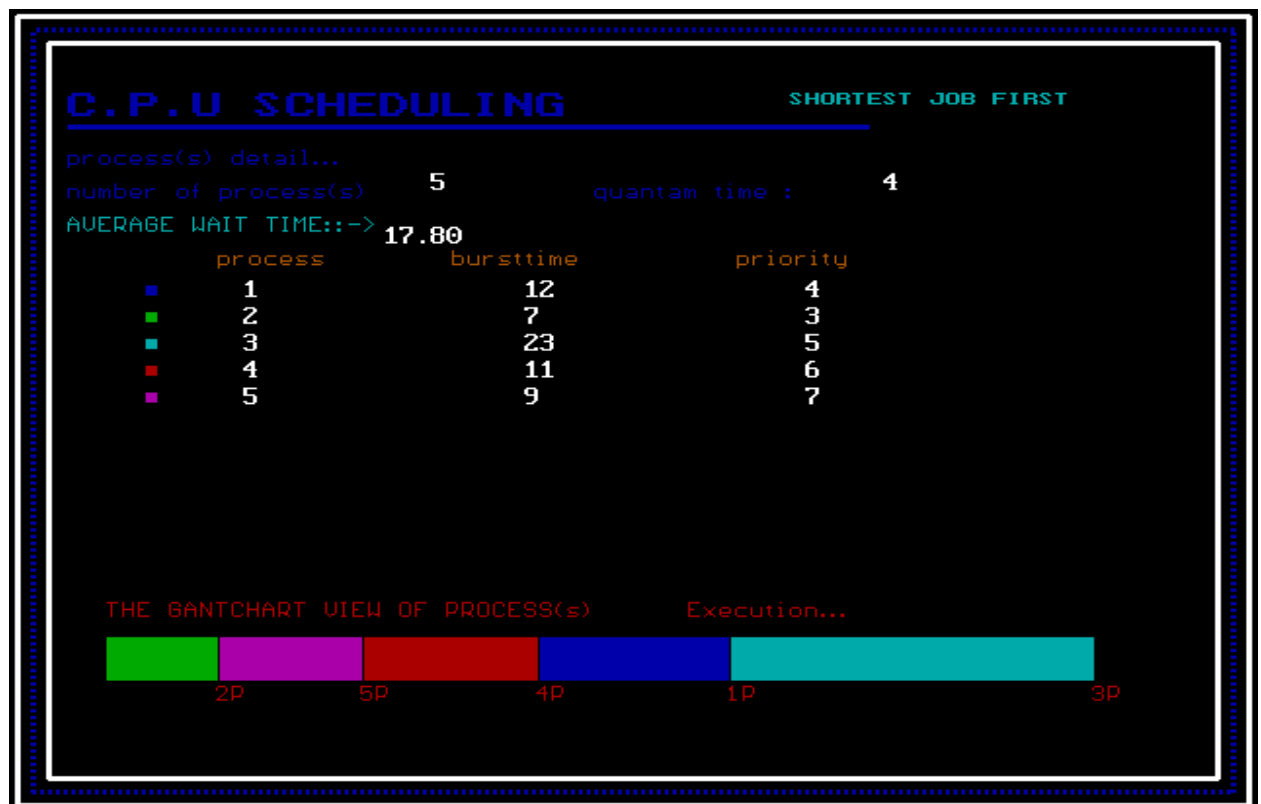 C.P.U SCHEDULING SHORTEST JOB FIRST
process(s) detail...
number of process(s) 5 quantam time : 4
AVERAGE WAIT TIME::-> 17.80
process bursttime priority
1 12 4
2 7 3
3 23 5
4 11 6
5 9 7
THE GANTCHART VIEW OF PROCESS(s) Execution...
2P 5P 4P 1P 3P